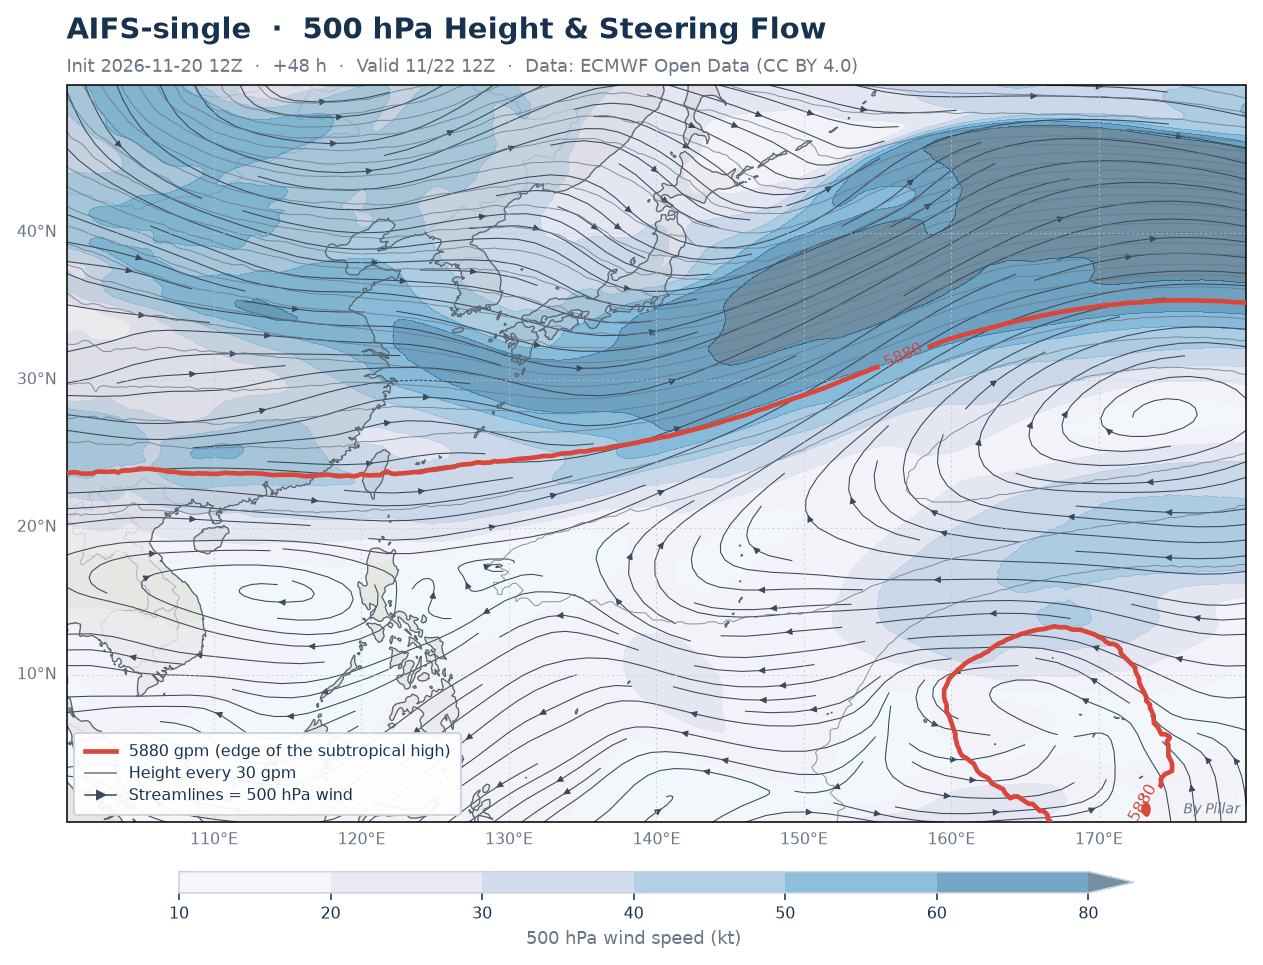 AIFS-single · 500 hPa Height & Steering Flow
Init 2026-11-20 12Z · +48 h · Valid 11/22 12Z · Data: ECMWF Open Data (CC BY 4.0)
40°N
30°N
20°N
10°N
5880
5880
5880 gpm (edge of the subtropical high)
Height every 30 gpm
Streamlines = 500 hPa wind
By Pillar
110°E 120°E 130°E 140°E 150°E 160°E 170°E
10 20 30 40 50 60 80
500 hPa wind speed (kt)